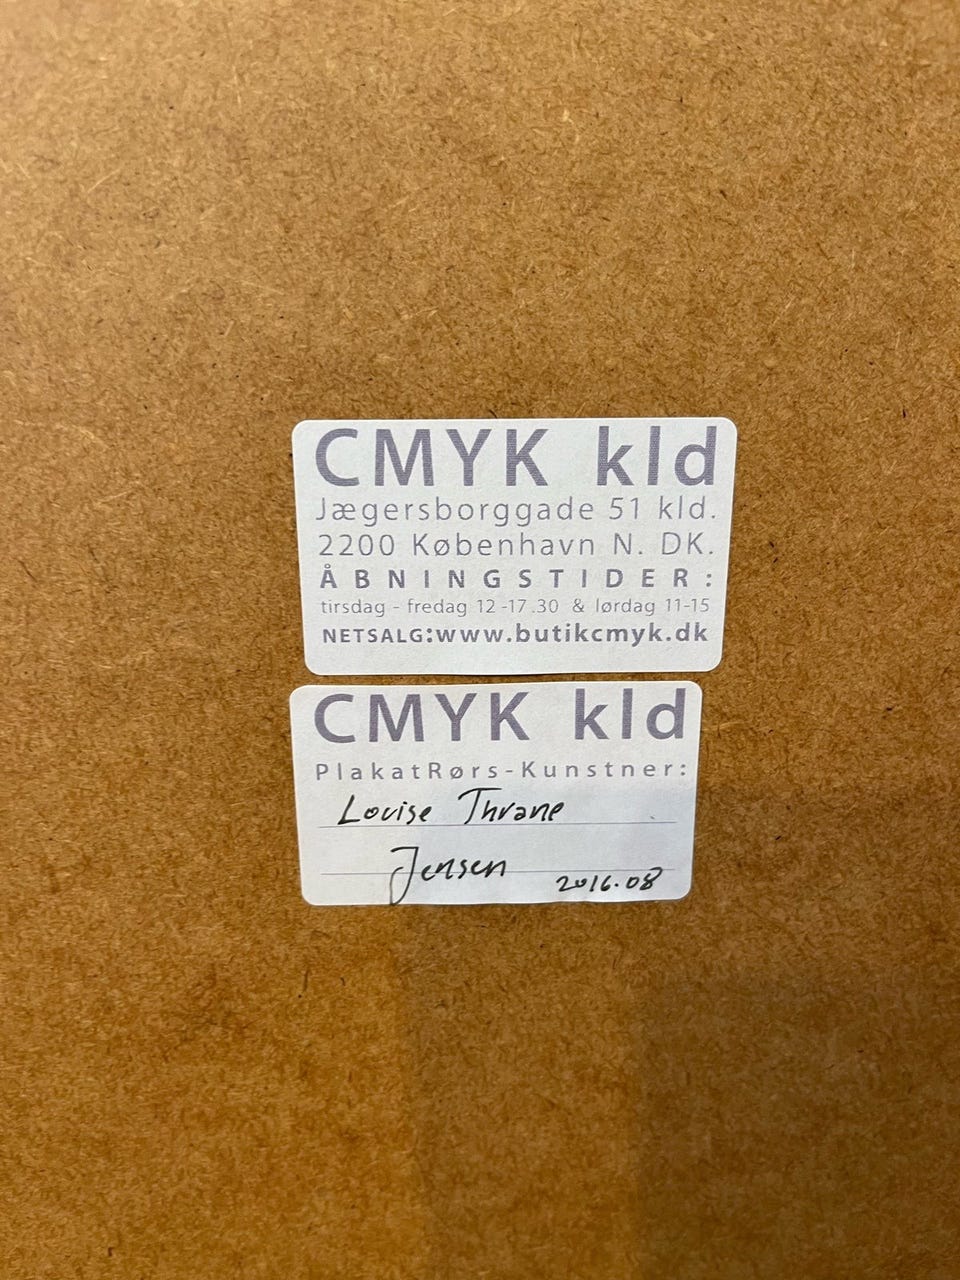 CMYK kld
Jægersborggade 51 kld.
2200 København N. DK.
ÅBNINGSTIDER:
tirsdag - fredag 12-17.30 & lørdag 11-15
NETSALG:www.butikcmyk.dk
CMYK kld
PlakatRørs-Kunstner:
Lovise Thrane
Jensen 2016.08